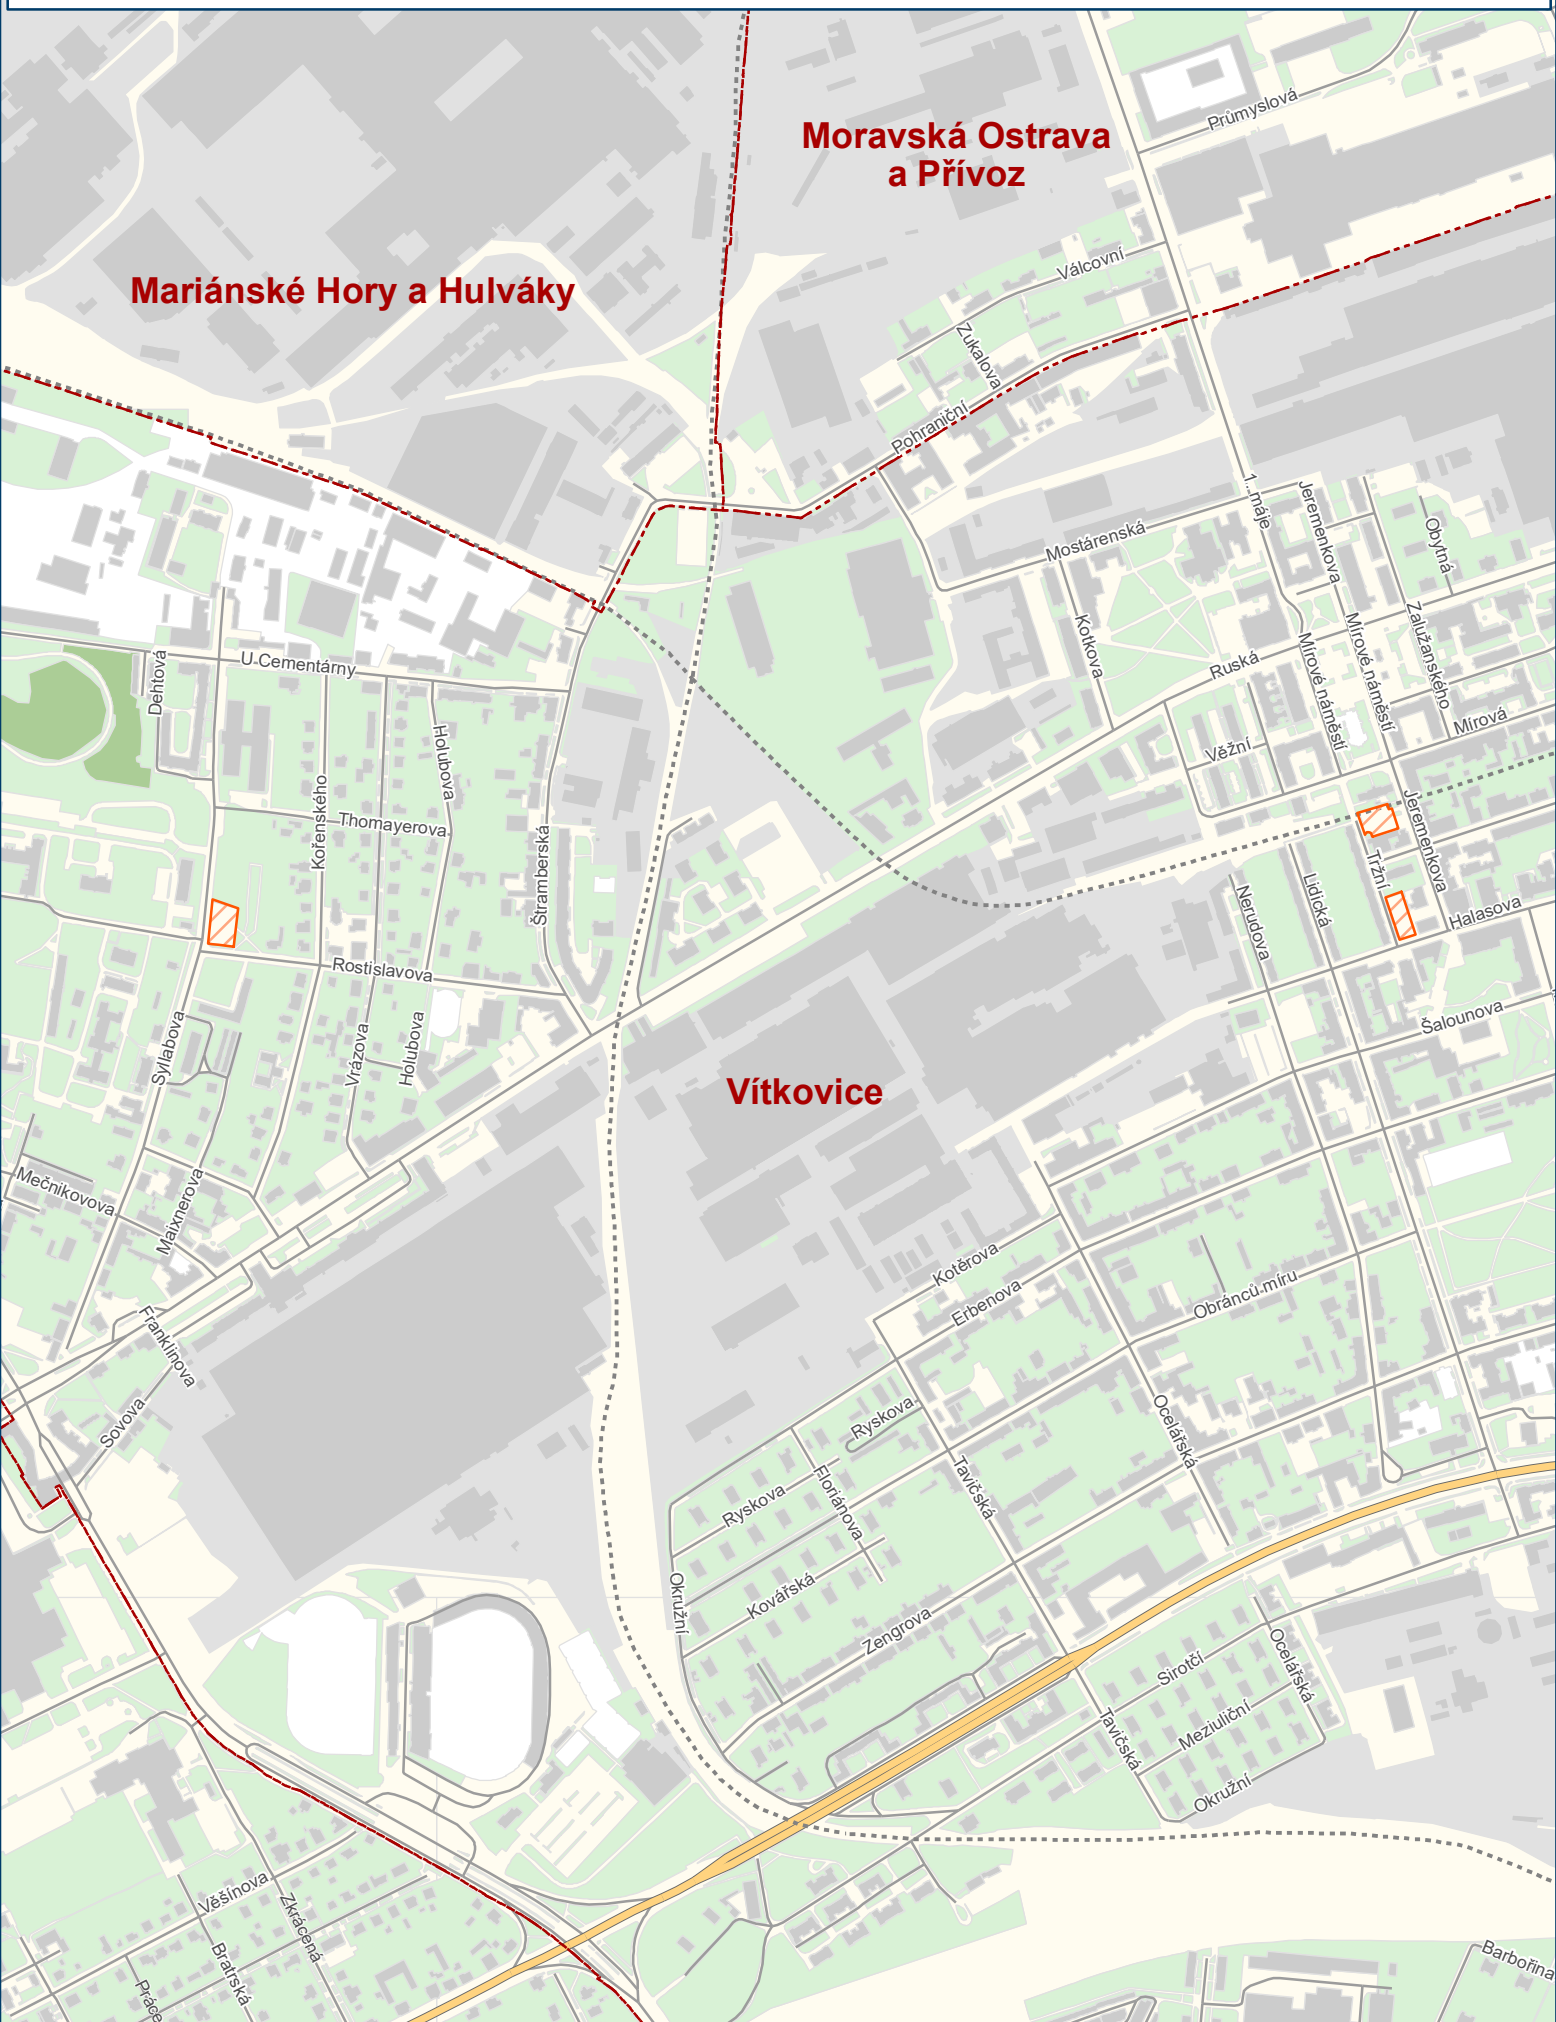 Průmyslová
Moravská Ostrava
a Přívoz
Válcovní
Mariánské Hory a Hulváky
Zukalova
Pohraniční
1. máje
Jeremenkova
Obytná
Mostárenská
Zalužanského
Kotkova
Mírové náměstí
Mírové náměstí
Ruská
U Cementárny
Dehtová
Mírová
Věžní
Holubova
Kořenského
Thomayerova
Jeremenkova
Štramberská
Tržní
Lidická
Nerudova
Halasova
Rostislavova
Šalounova
Syllabova
Vrázova
Holubova
Vítkovice
Mečnikovova
Maixnerova
Kotěrova
Erbenova
Obránců míru
Franklinova
Sovova
Ryskova
Ocelářská
Tavičská
Ryskova
Floriánova
Okružní
Kovářská
Zengrova
Ocelářská
Sirotčí
Meziuliční
Tavičská
Okružní
Věšínova
Zkrácená
Bratrská
Práce
Barbořina